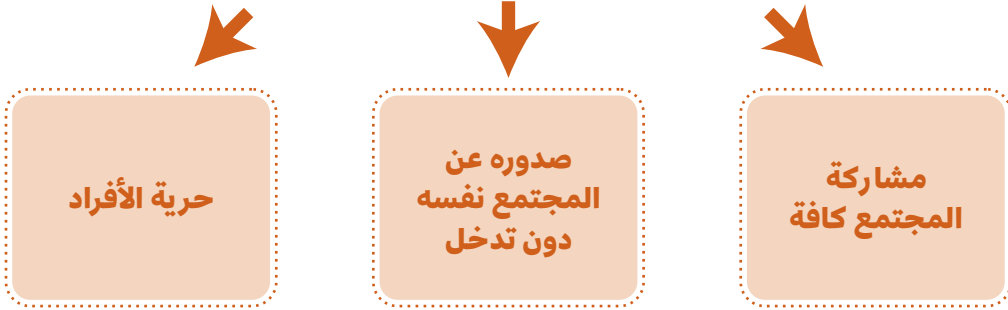 مشاركة
المجتمع كافة
صدوره عن
المجتمع نفسه
دون تدخل
حرية الأفراد